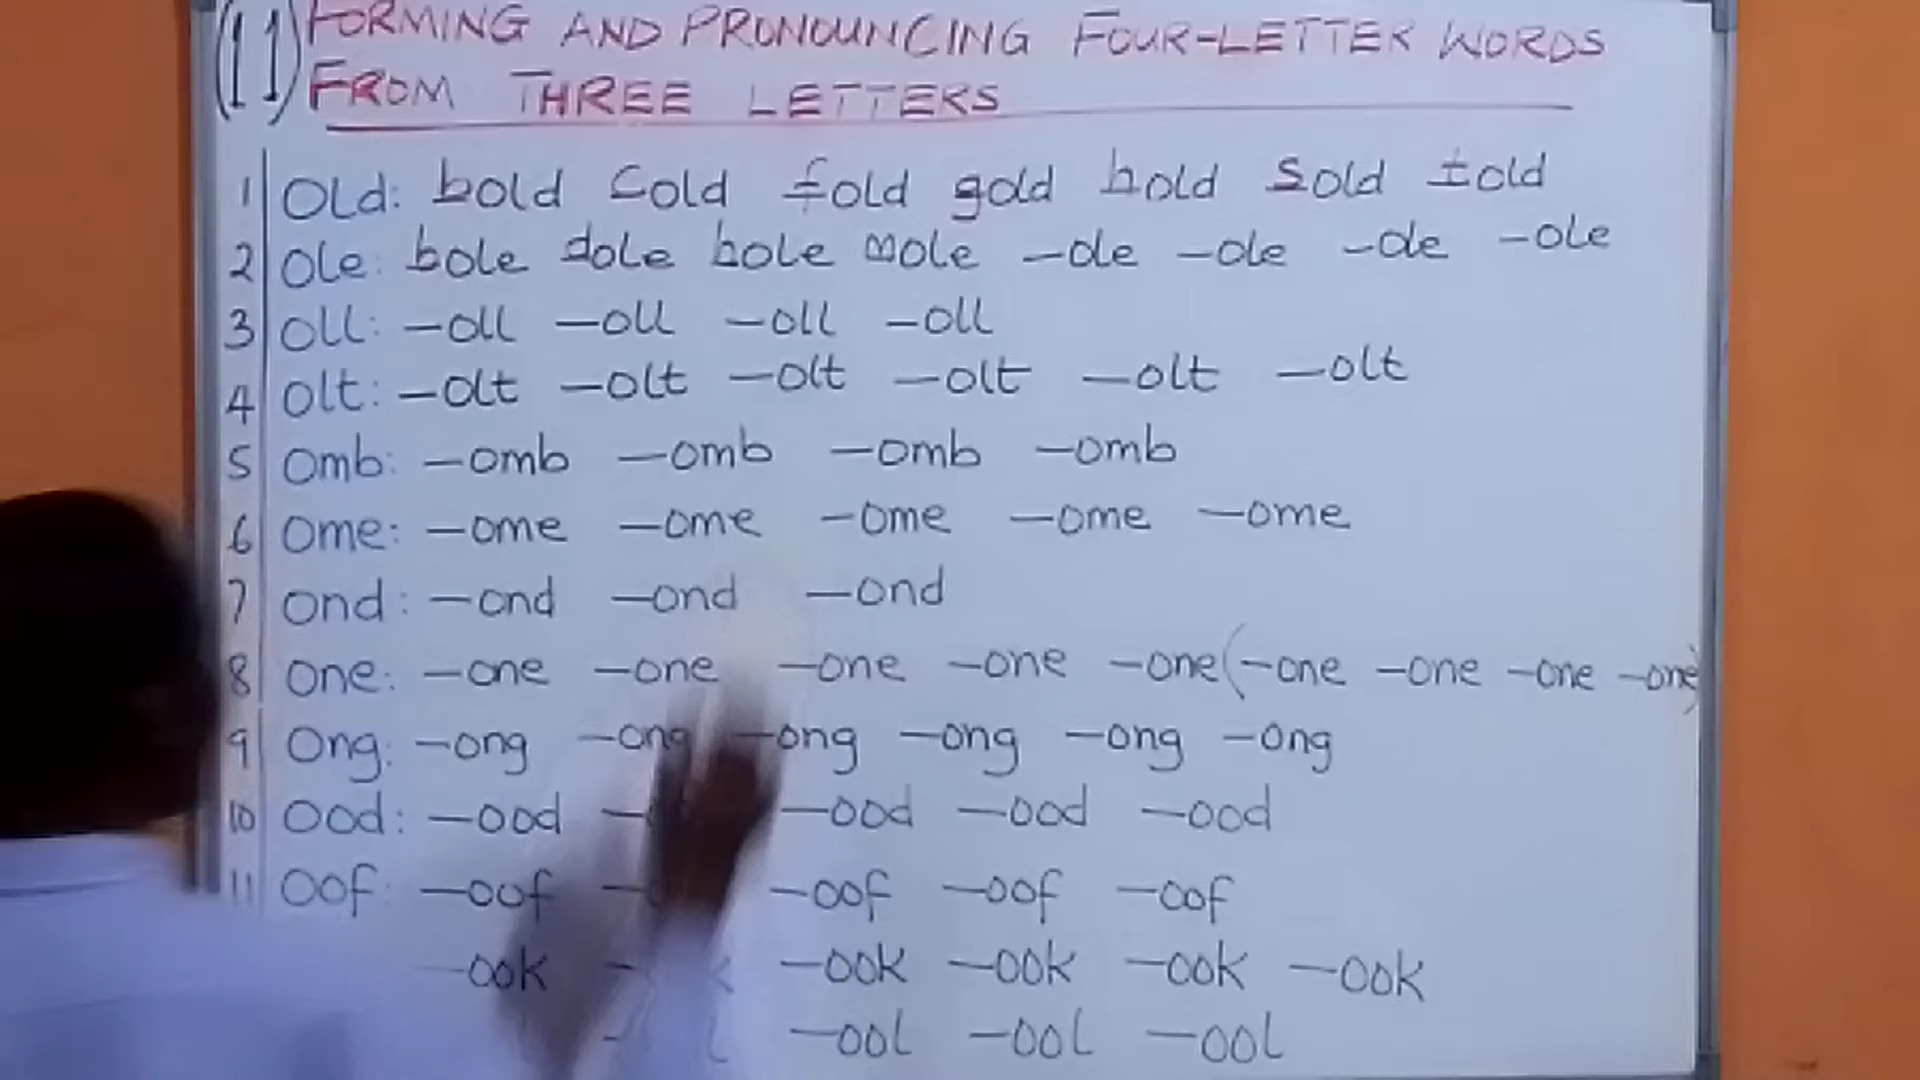 (11) FORMING AND PRONOUNCING FOUR-LETTER WORDS
FROM THREE LETTERS
1 Old: bold cold fold gold hold sold told
2 Ole: bole dole hole mole -ole -ole -ole -ole
3 Oll: -oll -oll -oll -oll
4 Olt: -olt -olt -olt -olt -olt -olt
5 Omb: -omb -omb -omb -omb
6 Ome: -ome -ome -ome -ome -ome
7 Ond: -ond -ond -ond
8 One: -one -one -one -one -one (-one -one -one -one)
9 Ong: -ong -ong -ong -ong -ong -ong
10 Ood: -ood -ood -ood -ood
11 Oof: -oof -oof -oof -oof
-ook -ook -ook -ook -ook
-ool -ool -ool